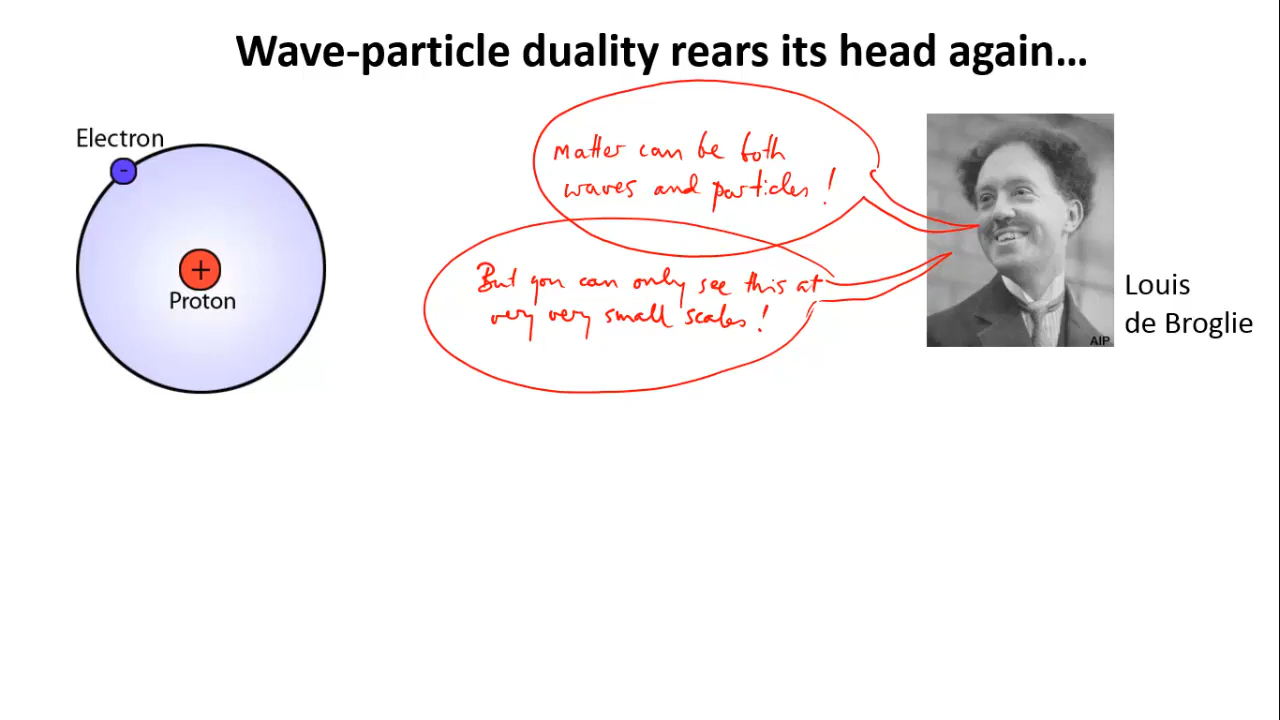 Wave-particle duality rears its head again…
Electron
-
+
Proton
Matter can be both
waves and particles!
But you can only see this at
very very small scales!
AIP
Louis
de Broglie